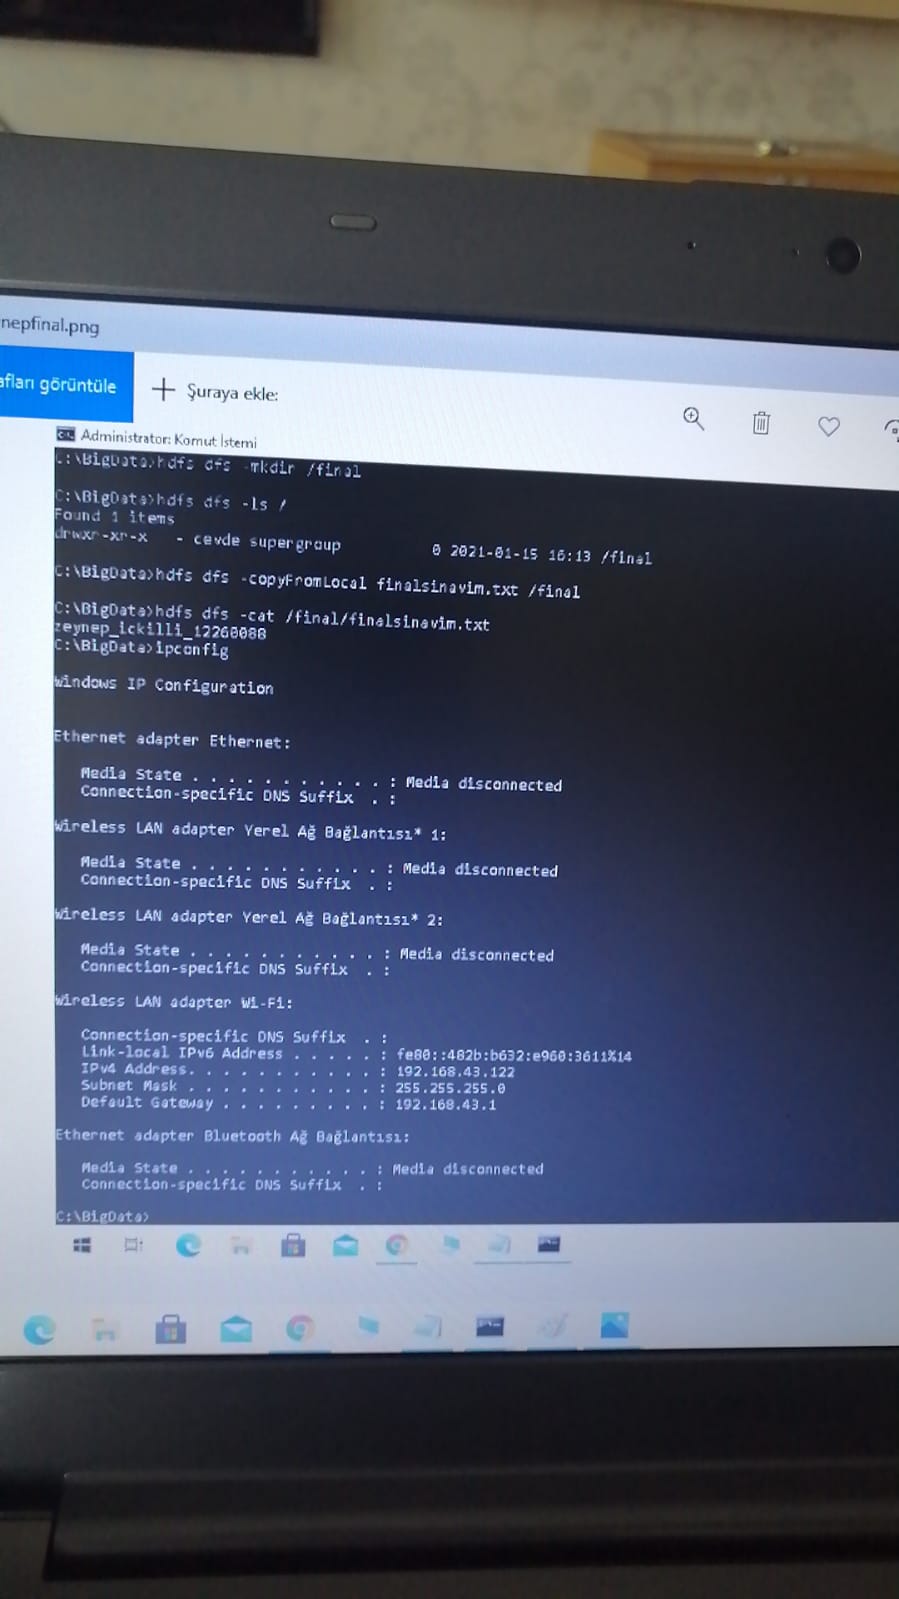 nepfinal.png
afları görüntüle
Şuraya ekle:
Administrator: Komut İstemi
C:\BigData>hdfs dfs -mkdir /final
C:\BigData>hdfs dfs -ls /
Found 1 items
drwxr-xr-x   - cevde supergroup          0 2021-01-15 16:13 /final
C:\BigData>hdfs dfs -copyFromLocal finalsinavim.txt /final
C:\BigData>hdfs dfs -cat /final/finalsinavim.txt
zeynep_ickilli_12260088
C:\BigData>ipconfig
Windows IP Configuration
Ethernet adapter Ethernet:
Media State . . . . . . . . . . . : Media disconnected
Connection-specific DNS Suffix  . :
Wireless LAN adapter Yerel Ağ Bağlantısı* 1:
Media State . . . . . . . . . . . : Media disconnected
Connection-specific DNS Suffix  . :
Wireless LAN adapter Yerel Ağ Bağlantısı* 2:
Media State . . . . . . . . . . . : Media disconnected
Connection-specific DNS Suffix  . :
Wireless LAN adapter Wi-Fi:
Connection-specific DNS Suffix  . :
Link-local IPv6 Address . . . . . : fe80::482b:b632:e960:3611%14
IPv4 Address. . . . . . . . . . . : 192.168.43.122
Subnet Mask . . . . . . . . . . . : 255.255.255.0
Default Gateway . . . . . . . . . : 192.168.43.1
Ethernet adapter Bluetooth Ağ Bağlantısı:
Media State . . . . . . . . . . . : Media disconnected
Connection-specific DNS Suffix  . :
C:\BigData>